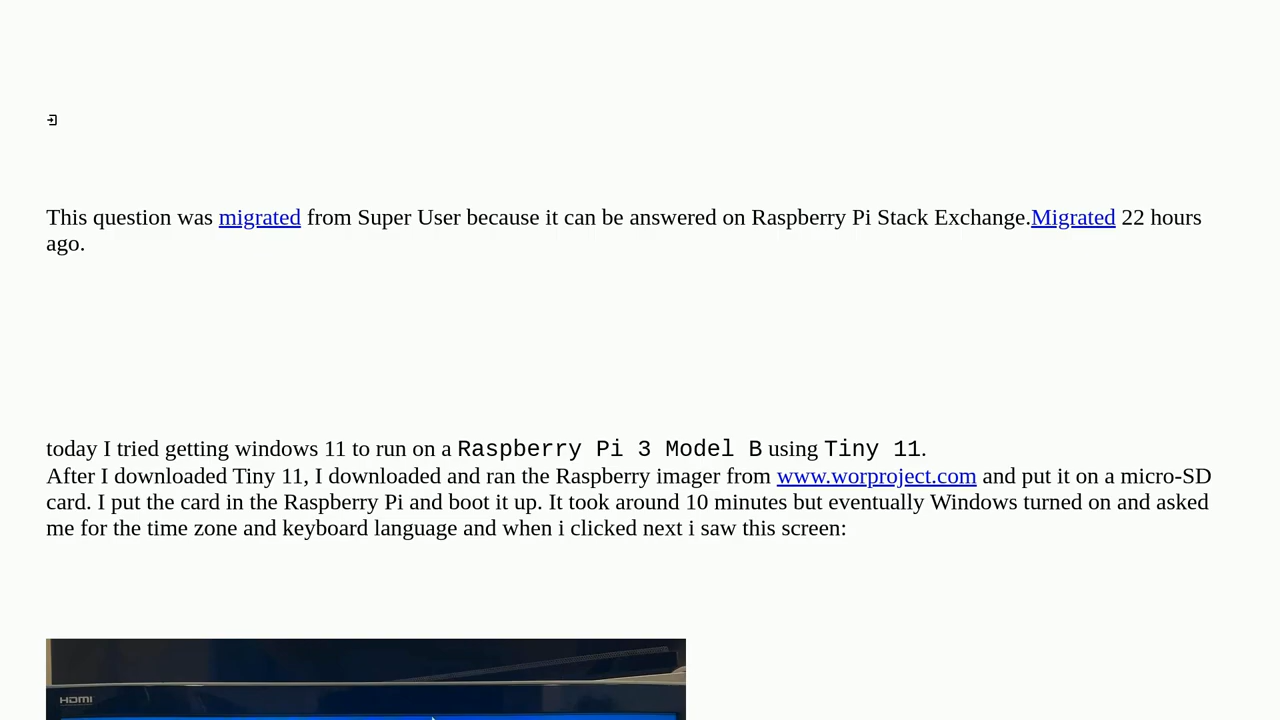 This question was migrated from Super User because it can be answered on Raspberry Pi Stack Exchange.Migrated 22 hours
ago.
today I tried getting windows 11 to run on a Raspberry Pi 3 Model B using Tiny 11.
After I downloaded Tiny 11, I downloaded and ran the Raspberry imager from www.worproject.com and put it on a micro-SD
card. I put the card in the Raspberry Pi and boot it up. It took around 10 minutes but eventually Windows turned on and asked
me for the time zone and keyboard language and when i clicked next i saw this screen:
HDMI